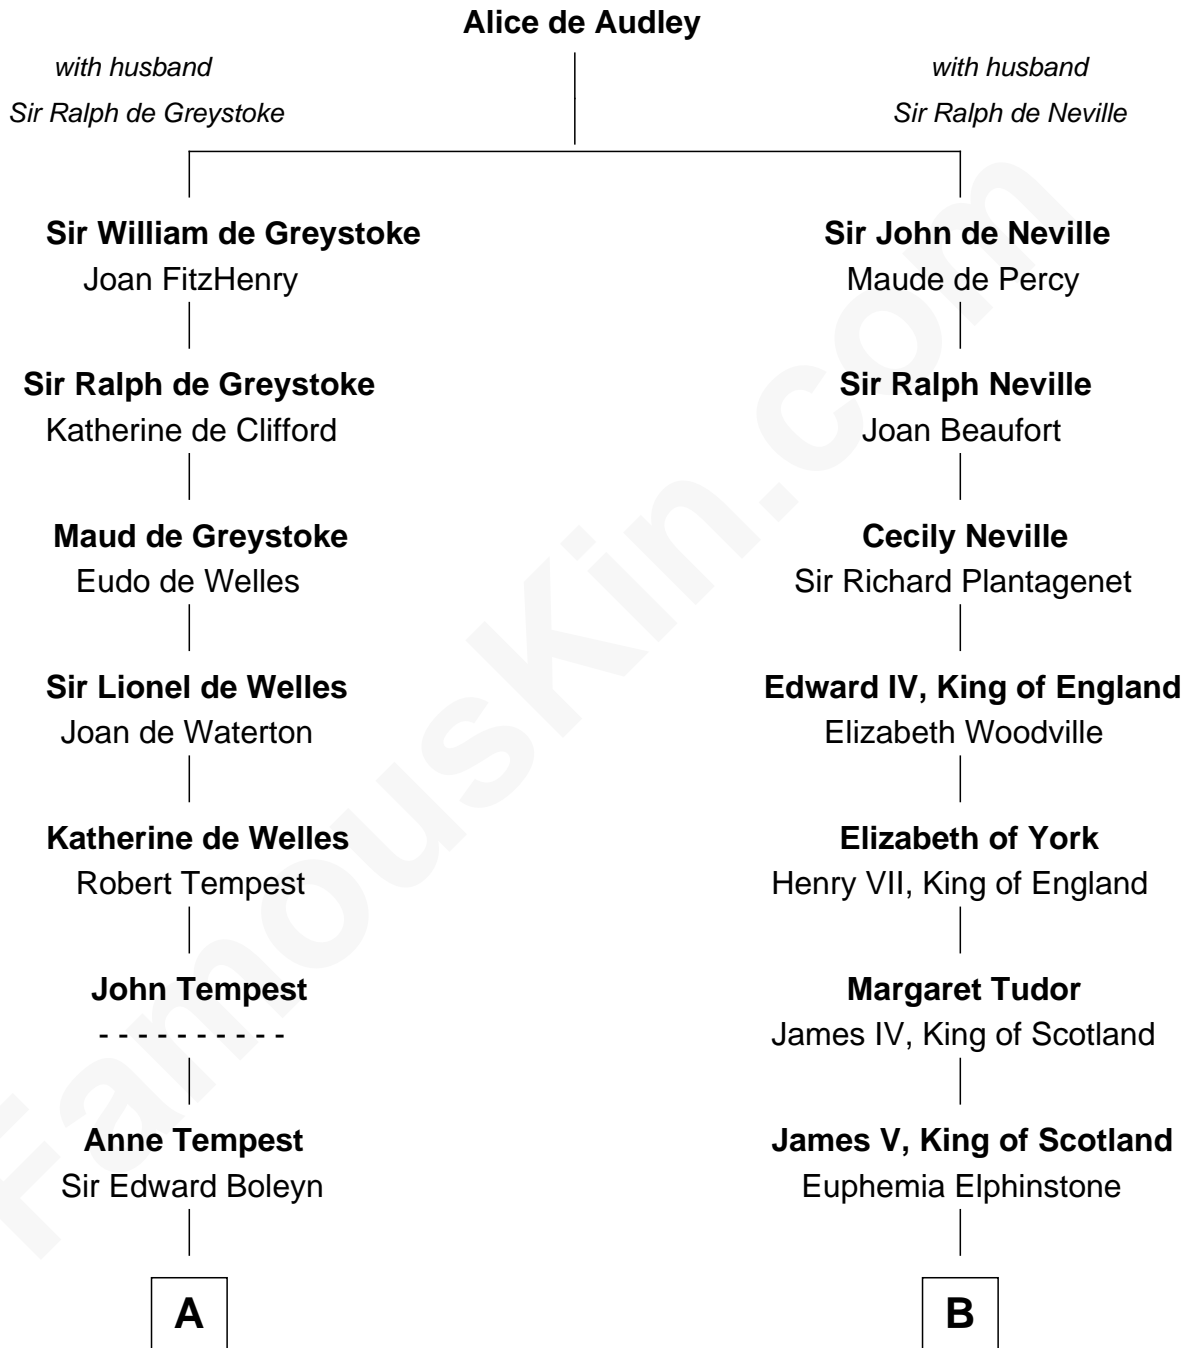 Alice de Audley
with husband
Sir Ralph de Greystoke
with husband
Sir Ralph de Neville
Sir William de Greystoke
Joan FitzHenry
Sir Ralph de Greystoke
Katherine de Clifford
Maud de Greystoke
Eudo de Welles
Sir Lionel de Welles
Joan de Waterton
Katherine de Welles
Robert Tempest
John Tempest
- - - - - - - - - -
Anne Tempest
Sir Edward Boleyn
A
Sir John de Neville
Maude de Percy
Sir Ralph Neville
Joan Beaufort
Cecily Neville
Sir Richard Plantagenet
Edward IV, King of England
Elizabeth Woodville
Elizabeth of York
Henry VII, King of England
Margaret Tudor
James IV, King of Scotland
James V, King of Scotland
Euphemia Elphinstone
B
FamousKin.com